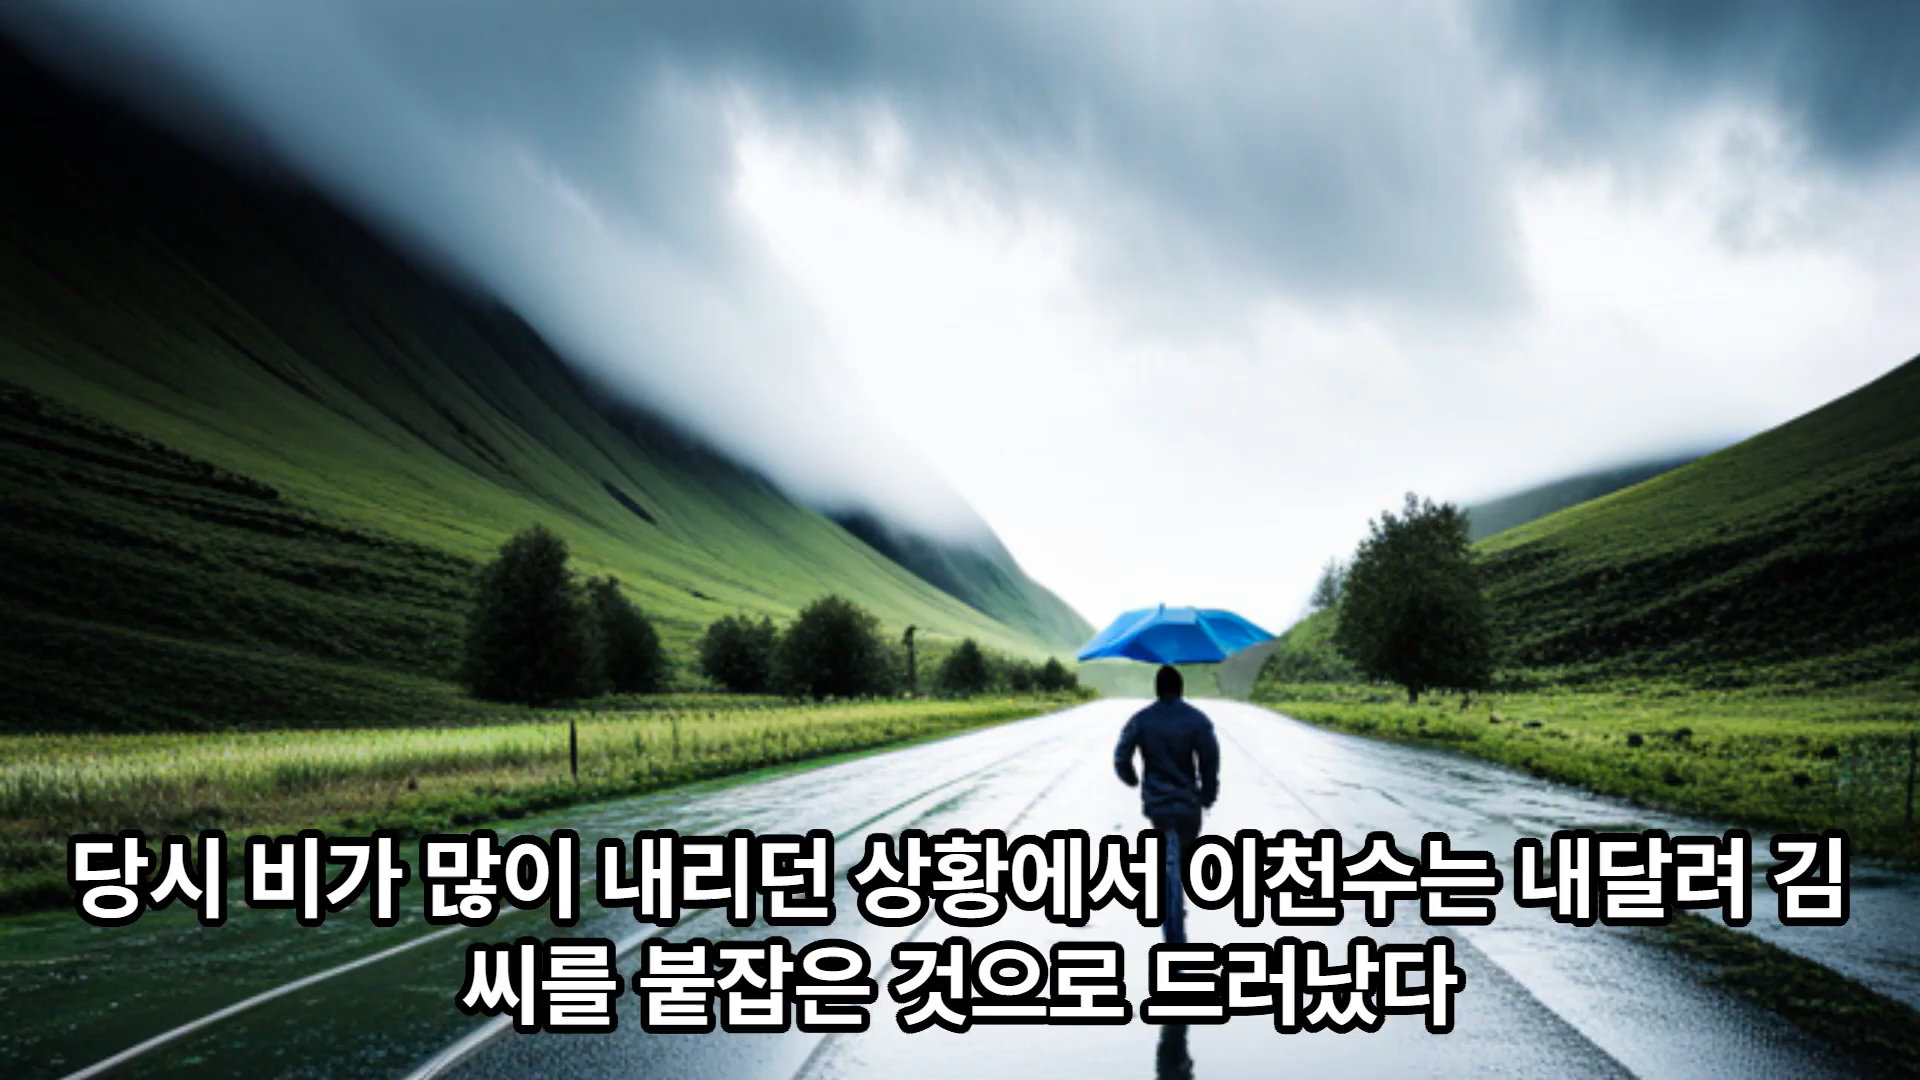 당시 비가 많이 내리던 상황에서 이천수는 내달려 김
씨를 붙잡은 것으로 드러났다